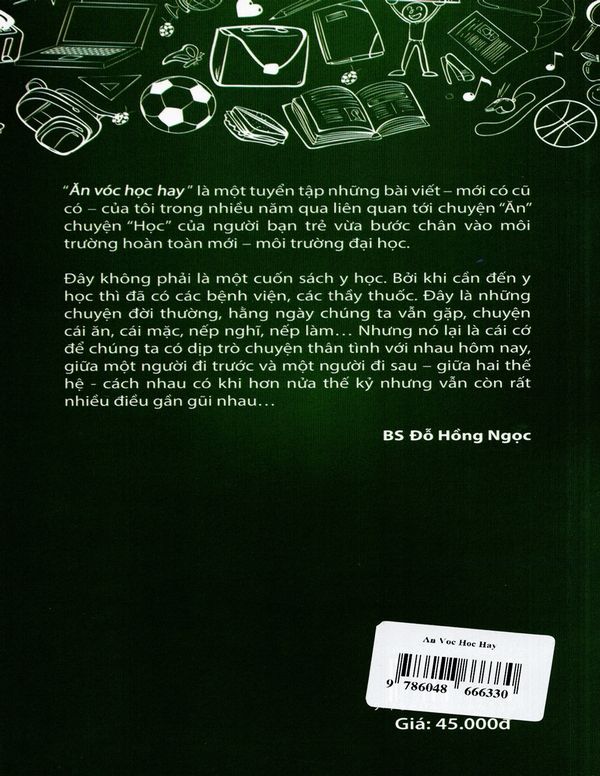 “Ăn vóc học hay” là một tuyển tập những bài viết – mới có cũ
có – của tôi trong nhiều năm qua liên quan tới chuyện “Ăn”
chuyện “Học” của người bạn trẻ vừa bước chân vào môi
trường hoàn toàn mới – môi trường đại học.
Đây không phải là một cuốn sách y học. Bởi khi cần đến y
học thì đã có các bệnh viện, các thầy thuốc. Đây là những
chuyện đời thường, hằng ngày chúng ta vẫn gặp, chuyện
cái ăn, cái mặc, nếp nghĩ, nếp làm… Nhưng nó lại là cái cớ
để chúng ta có dịp trò chuyện thân tình với nhau hôm nay,
giữa một người đi trước và một người đi sau – giữa hai thế
hệ - cách nhau có khi hơn nửa thế kỷ nhưng vẫn còn rất
nhiều điều gần gũi nhau…
BS Đỗ Hồng Ngọc
An Voc Hoc Hay
9 786048 666330
Giá: 45.000đ